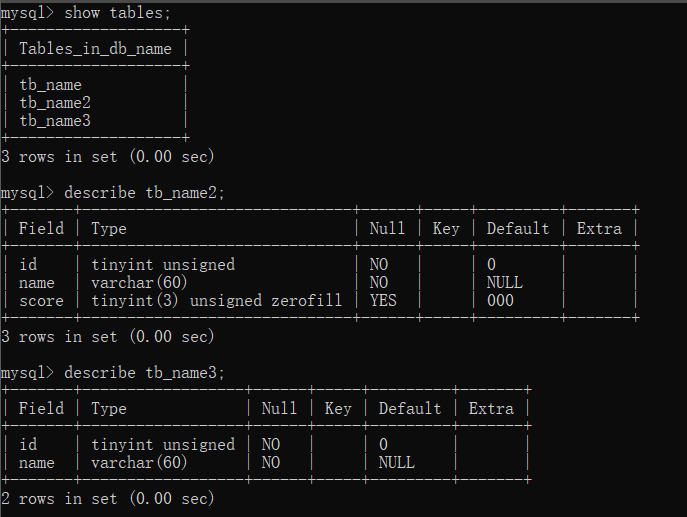 mysql> show tables;
+-------------------+
| Tables_in_db_name |
+-------------------+
| tb_name           |
| tb_name2          |
| tb_name3          |
+-------------------+
3 rows in set (0.00 sec)
mysql> describe tb_name2;
+-------+------------------------------+------+-----+---------+-------+
| Field | Type                         | Null | Key | Default | Extra |
+-------+------------------------------+------+-----+---------+-------+
| id    | tinyint unsigned             | NO   |     | 0       |       |
| name  | varchar(60)                  | NO   |     | NULL    |       |
| score | tinyint(3) unsigned zerofill | YES  |     | 000     |       |
+-------+------------------------------+------+-----+---------+-------+
3 rows in set (0.00 sec)
mysql> describe tb_name3;
+-------+------------------+------+-----+---------+-------+
| Field | Type             | Null | Key | Default | Extra |
+-------+------------------+------+-----+---------+-------+
| id    | tinyint unsigned | NO   |     | 0       |       |
| name  | varchar(60)      | NO   |     | NULL    |       |
+-------+------------------+------+-----+---------+-------+
2 rows in set (0.00 sec)